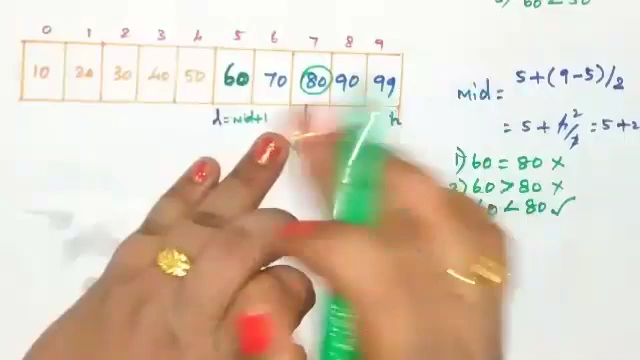 0 1 2 3 4 5 6 7 8 9
10 20 30 40 50 60 70 80 90 99
l=mid+1 h
mid = 5+(9-5)/2
= 5+ /2 = 5+2
1) 60 = 80 ×
2) 60 > 80 ×
60 < 80 ✓